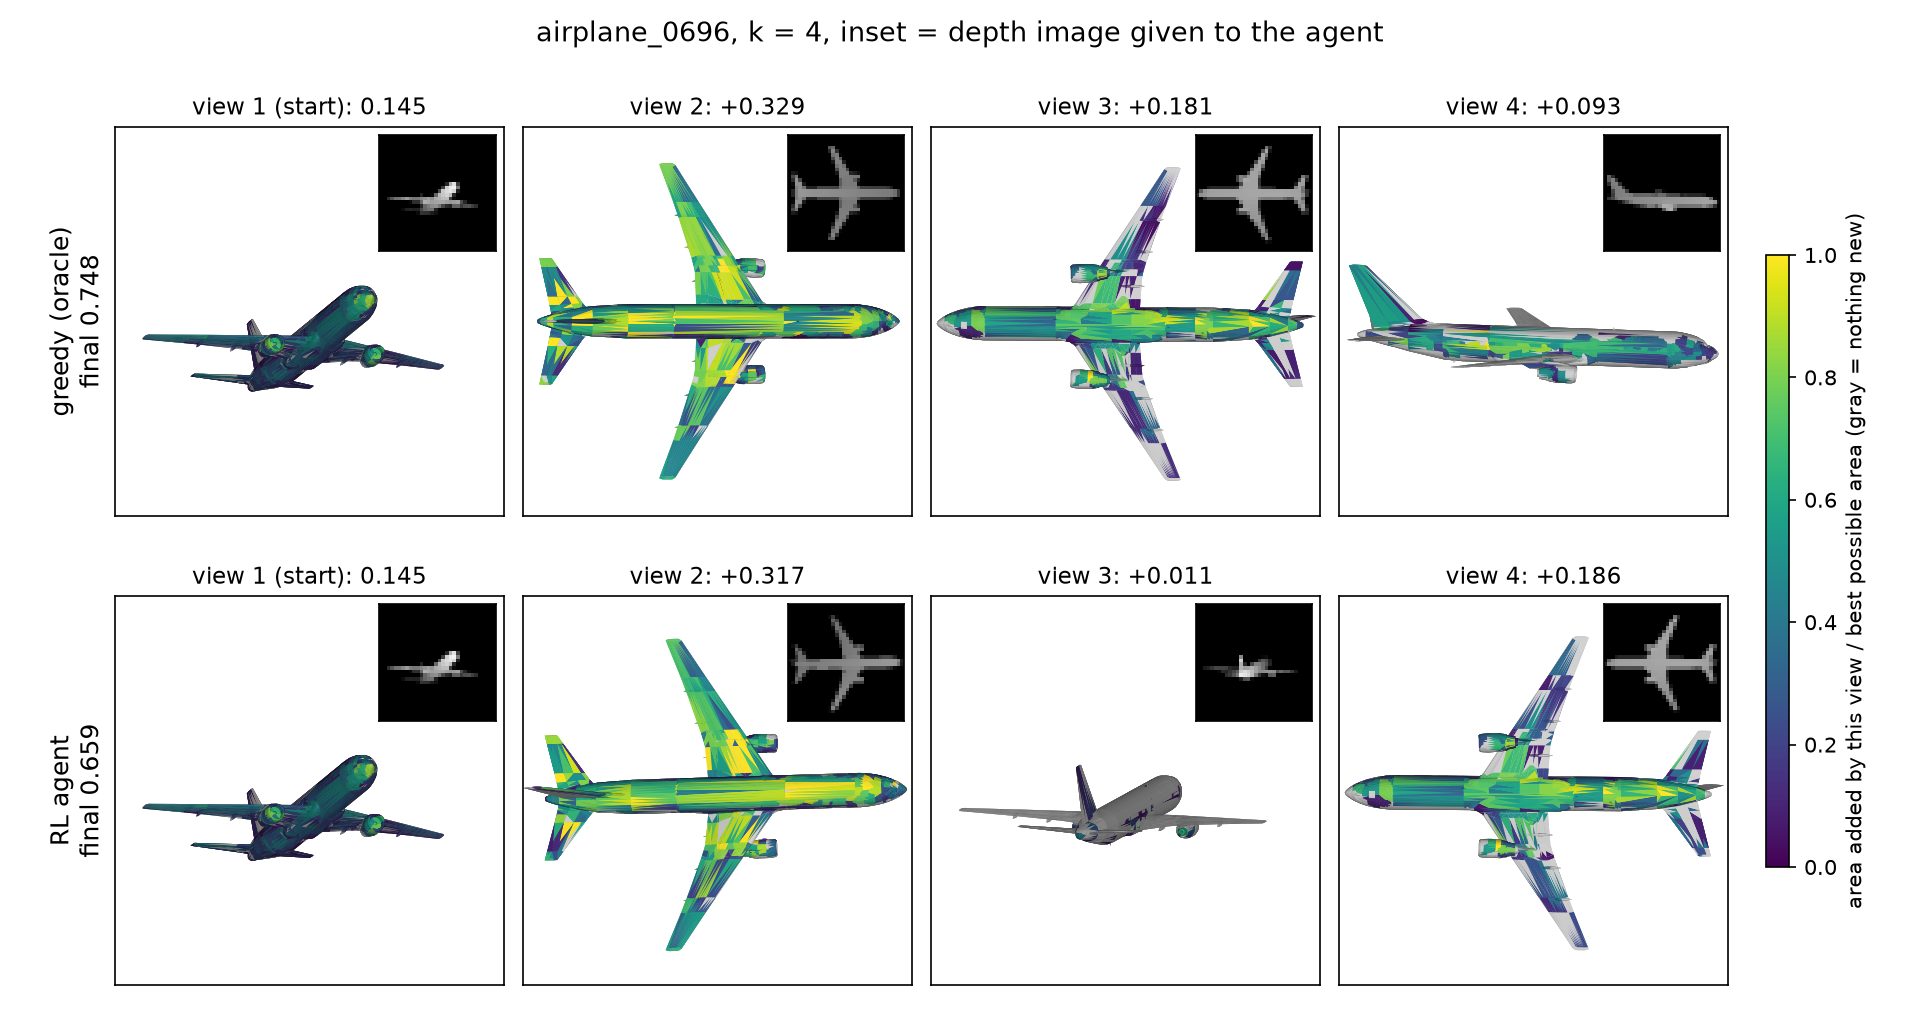 airplane_0696, k = 4, inset = depth image given to the agent
view 1 (start): 0.145
view 2: +0.329
view 3: +0.181
view 4: +0.093
greedy (oracle)
final 0.748
view 1 (start): 0.145
view 2: +0.317
view 3: +0.011
view 4: +0.186
RL agent
final 0.659
1.0
0.8
0.6
0.4
0.2
0.0
area added by this view / best possible area (gray = nothing new)